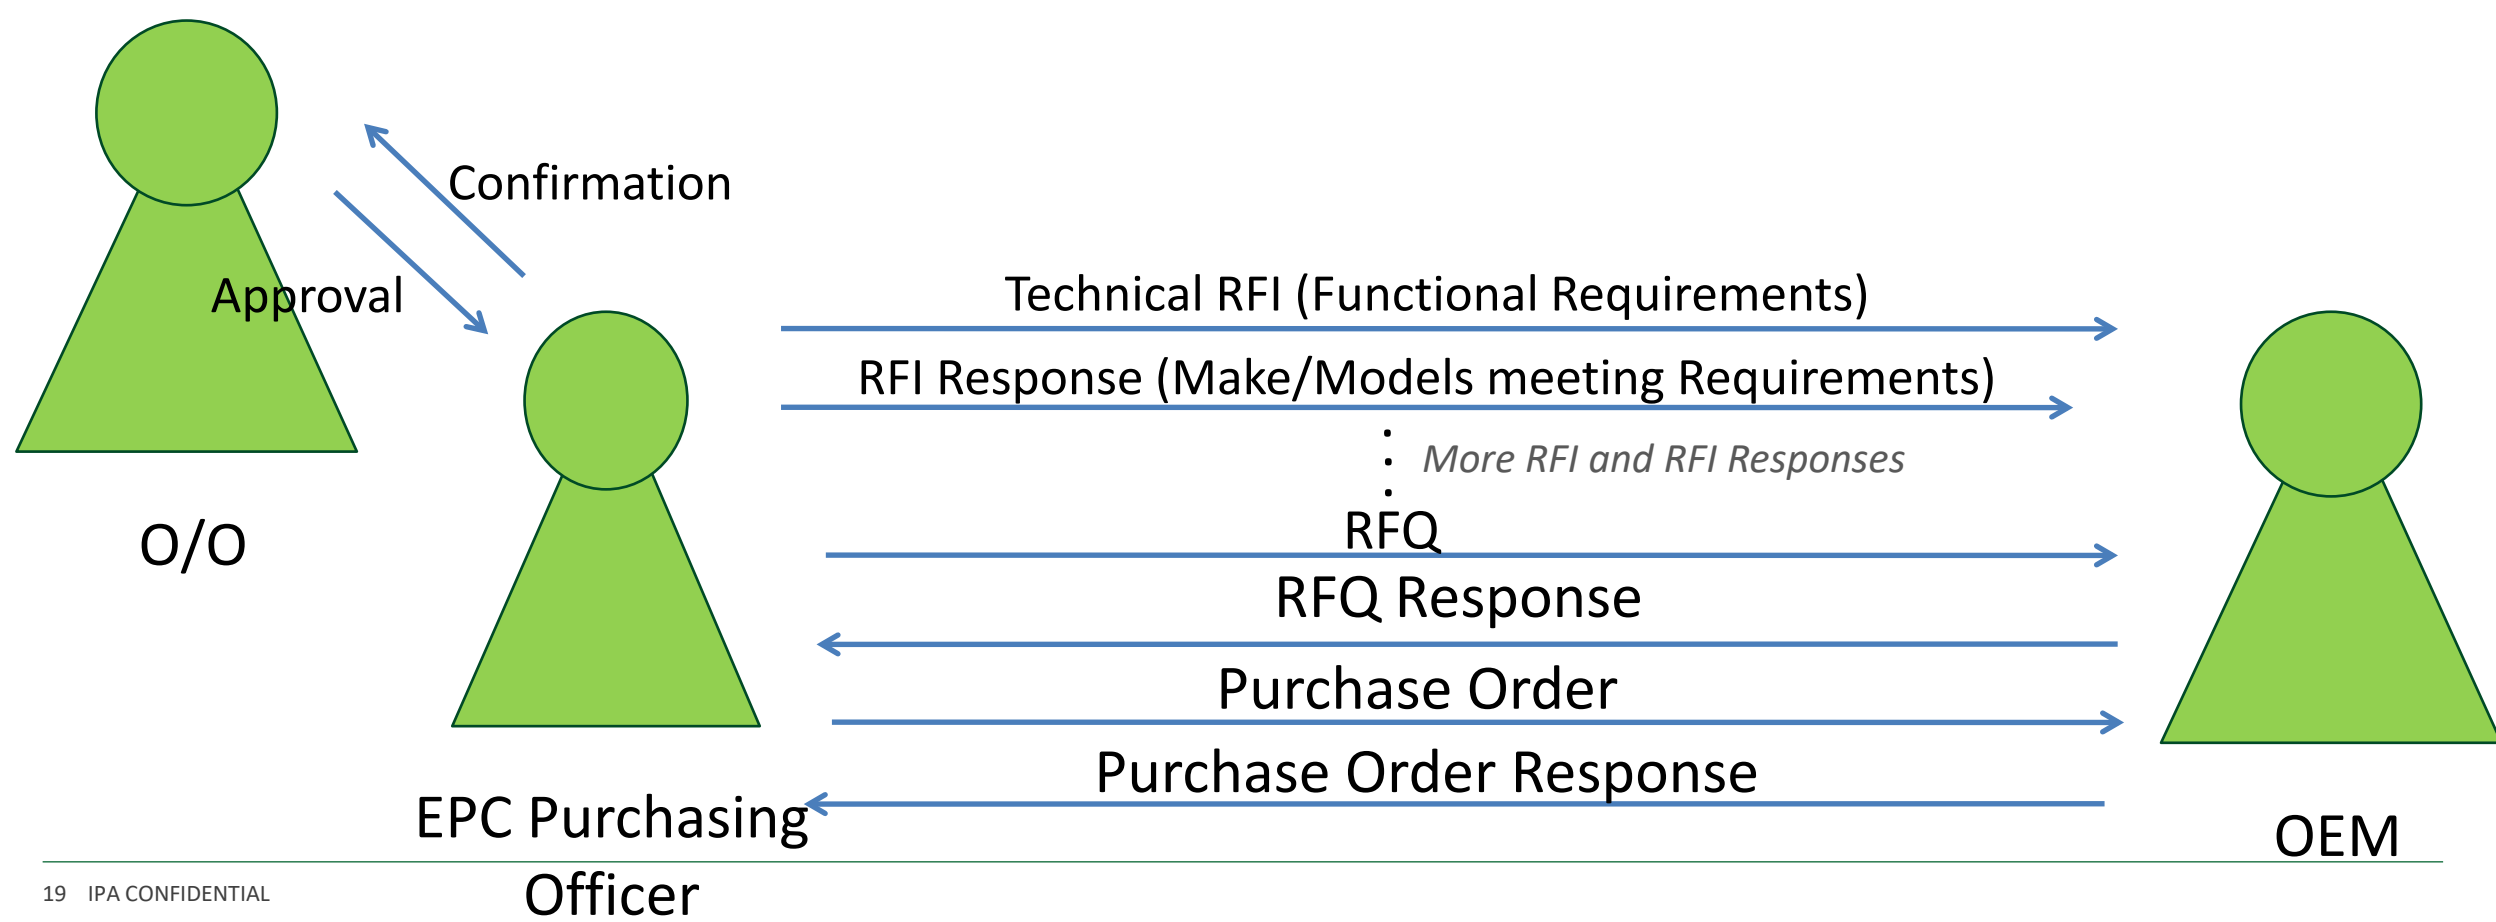 Confirmation
Approval
Technical RFI (Functional Requirements)
RFI Response (Make/Models meeting Requirements)
More RFI and RFI Responses
RFQ
O/O
RFQ Response
Purchase Order
Purchase Order Response
EPC Purchasing
Officer
OEM
19 IPA CONFIDENTIAL